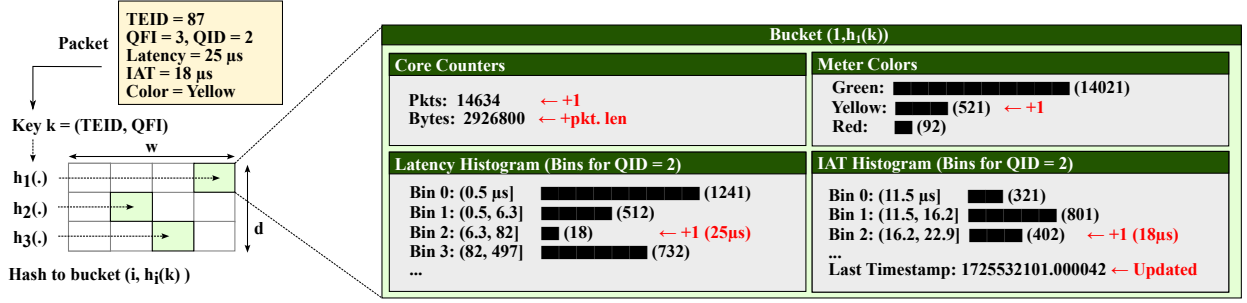 TEID = 87
QFI = 3, QID = 2
Latency = 25 µs
IAT = 18 µs
Color = Yellow
Packet
Key k = (TEID, QFI)
w
h1(.)
h2(.)
h3(.)
d
Hash to bucket (i, hi(k) )
Bucket (1,h1(k))
Core Counters
Pkts: 14634 ← +1
Bytes: 2926800 ← +pkt. len
Meter Colors
Green: (14021)
Yellow: (521) ← +1
Red: (92)
Latency Histogram (Bins for QID = 2)
Bin 0: (0.5 µs] (1241)
Bin 1: (0.5, 6.3] (512)
Bin 2: (6.3, 82] (18) ← +1 (25µs)
Bin 3: (82, 497] (732)
...
IAT Histogram (Bins for QID = 2)
Bin 0: (11.5 µs] (321)
Bin 1: (11.5, 16.2] (801)
Bin 2: (16.2, 22.9] (402) ← +1 (18µs)
...
Last Timestamp: 1725532101.000042 ← Updated